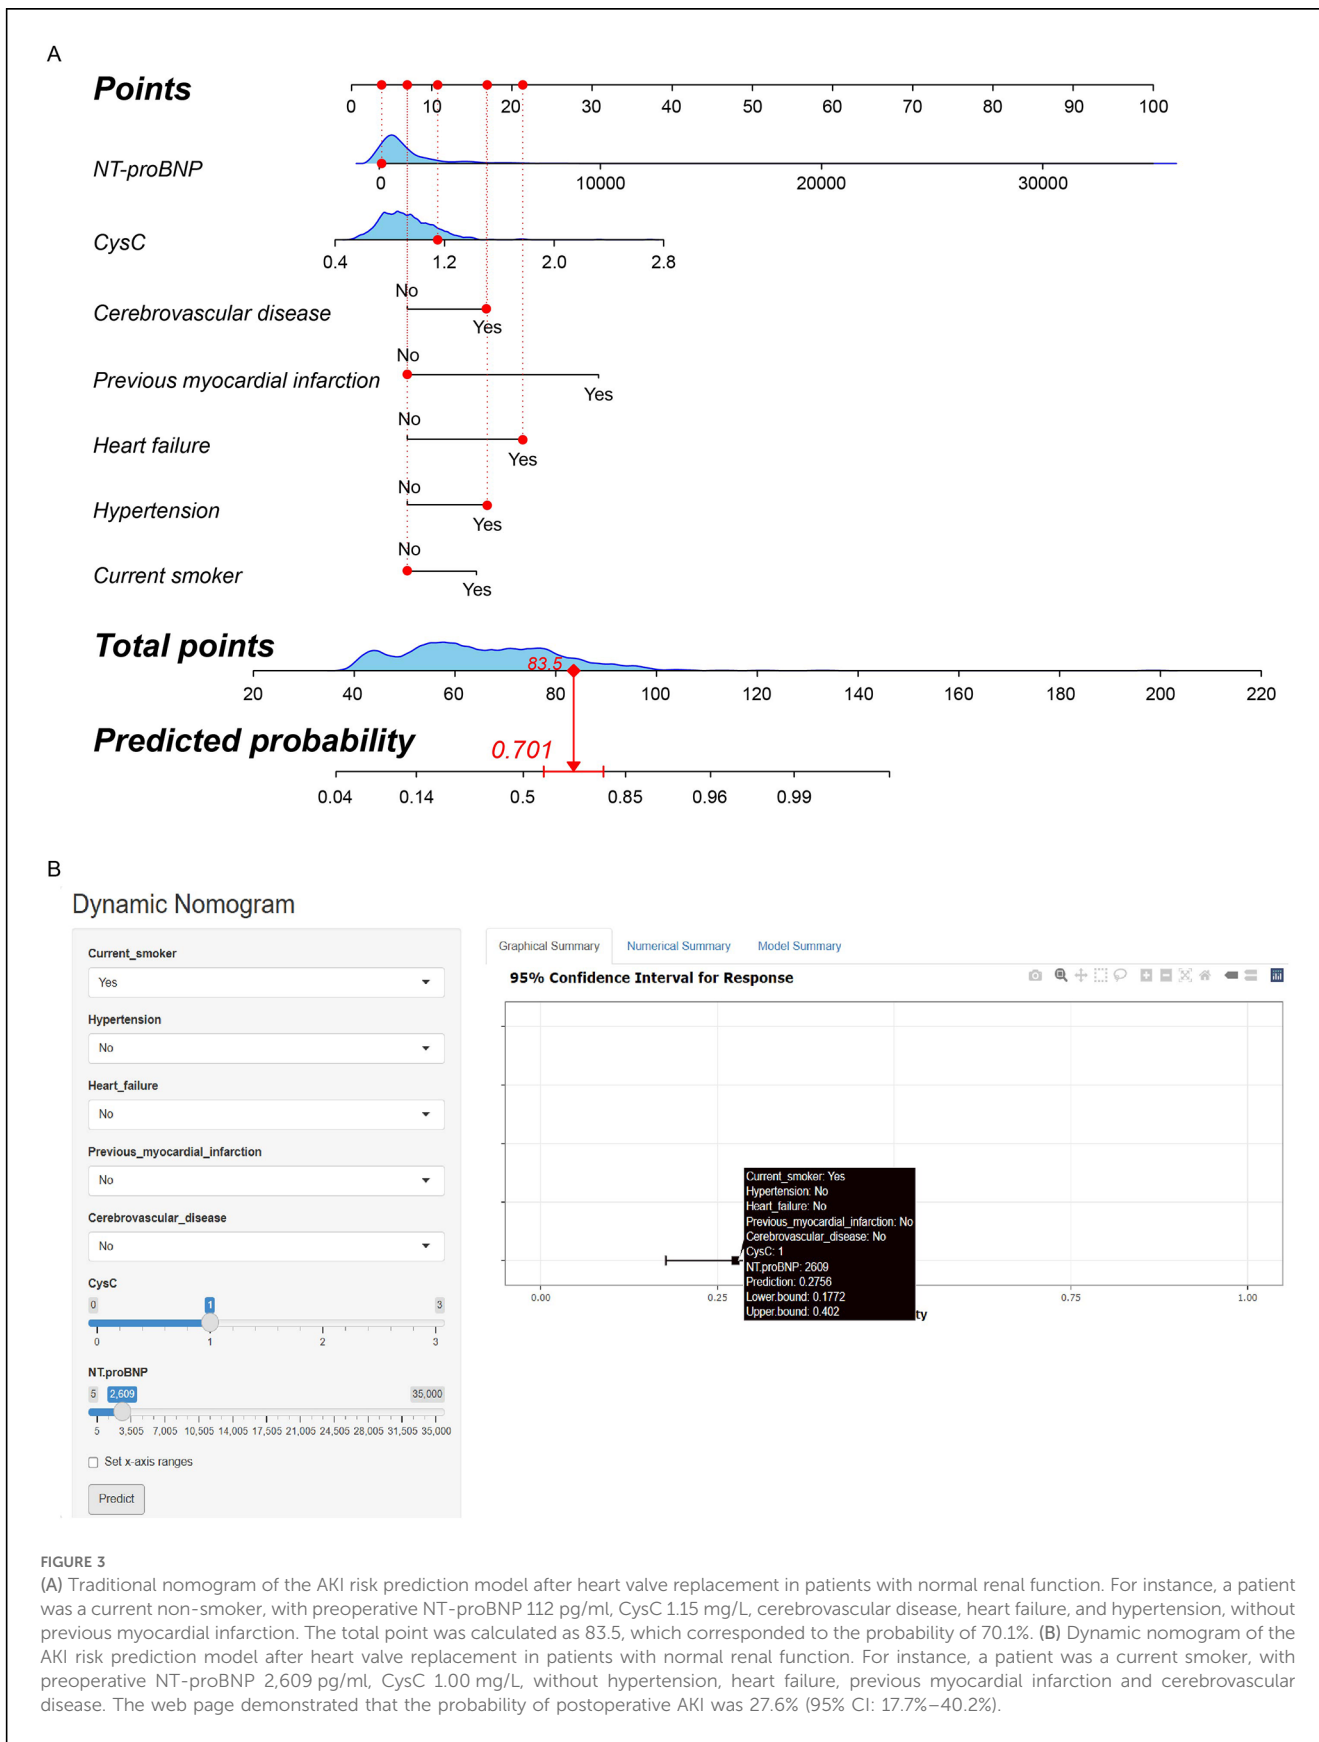 A
Points
0 10 20 30 40 50 60 70 80 90 100
NT-proBNP
0 10000 20000 30000
CysC
0.4 1.2 2.0 2.8
No
Cerebrovascular disease
Yes
No
Previous myocardial infarction
Yes
No
Heart failure
Yes
No
Hypertension
Yes
No
Current smoker
Yes
Total points
83.5
20 40 60 80 100 120 140 160 180 200 220
Predicted probability
0.701
0.04 0.14 0.5 0.85 0.96 0.99
B
Dynamic Nomogram
Current_smoker
Yes
Hypertension
No
Heart_failure
No
Previous_myocardial_infarction
No
Cerebrovascular_disease
No
CysC
0 1 3
0 1 2 3
NT.proBNP
5 2,609 35,000
5 3,505 7,005 10,505 14,005 17,505 21,005 24,505 28,005 31,505 35,000
Set x-axis ranges
Predict
Graphical Summary Numerical Summary Model Summary
95% Confidence Interval for Response
Current_smoker: Yes
Hypertension: No
Heart_failure: No
Previous_myocardial_infarction: No
Cerebrovascular_disease: No
CysC: 1
NT.proBNP: 2609
Prediction: 0.2756
Lower.bound: 0.1772
Upper.bound: 0.402
0.00 0.25 0.75 1.00
ty
FIGURE 3
(A) Traditional nomogram of the AKI risk prediction model after heart valve replacement in patients with normal renal function. For instance, a patient
was a current non-smoker, with preoperative NT-proBNP 112 pg/ml, CysC 1.15 mg/L, cerebrovascular disease, heart failure, and hypertension, without
previous myocardial infarction. The total point was calculated as 83.5, which corresponded to the probability of 70.1%. (B) Dynamic nomogram of the
AKI risk prediction model after heart valve replacement in patients with normal renal function. For instance, a patient was a current smoker, with
preoperative NT-proBNP 2,609 pg/ml, CysC 1.00 mg/L, without hypertension, heart failure, previous myocardial infarction and cerebrovascular
disease. The web page demonstrated that the probability of postoperative AKI was 27.6% (95% CI: 17.7%–40.2%).